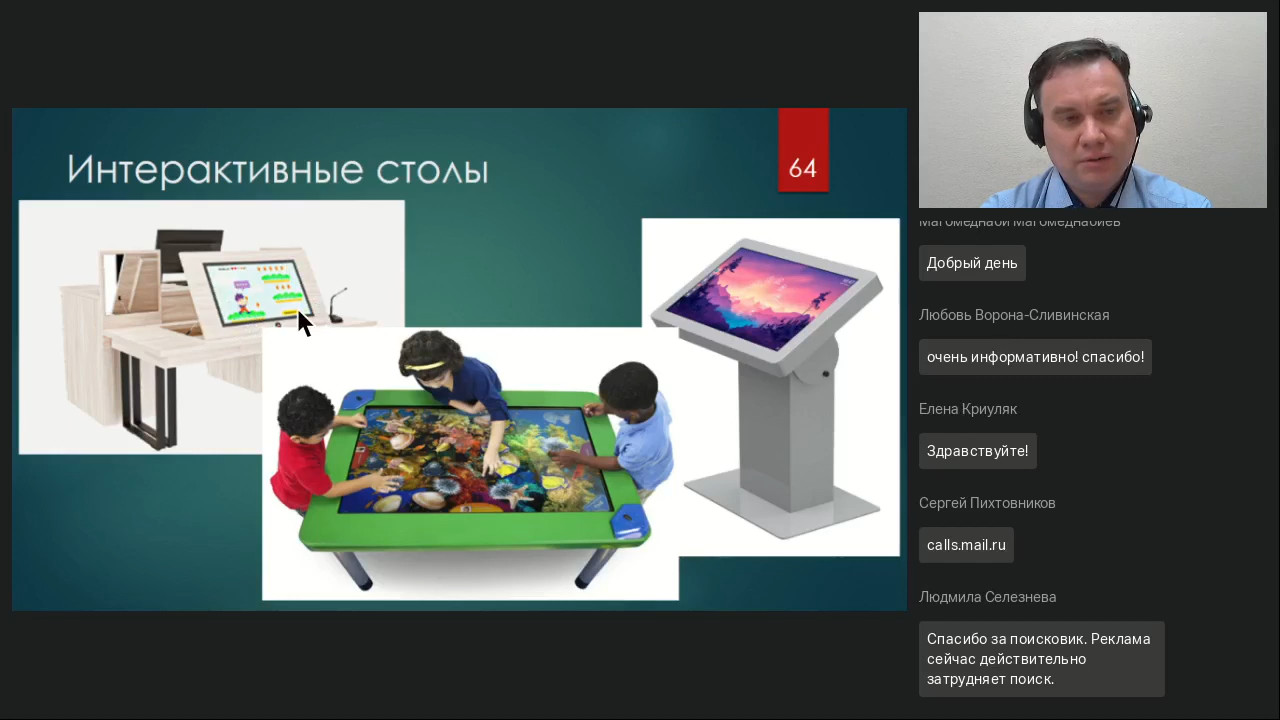 Интерактивные столы
64
Магомеднаби Магомеднабиев
Добрый день
Любовь Ворона-Сливинская
очень информативно! спасибо!
Елена Криуляк
Здравствуйте!
Сергей Пихтовников
calls.mail.ru
Людмила Селезнева
Спасибо за поисковик. Реклама
сейчас действительно
затрудняет поиск.